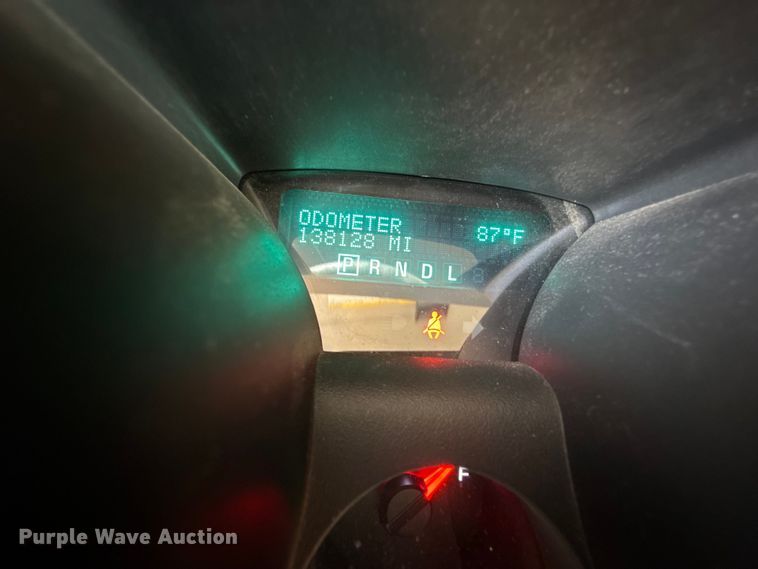 ODOMETER
138128 MI 87°F
P R N D L
F
Purple Wave Auction